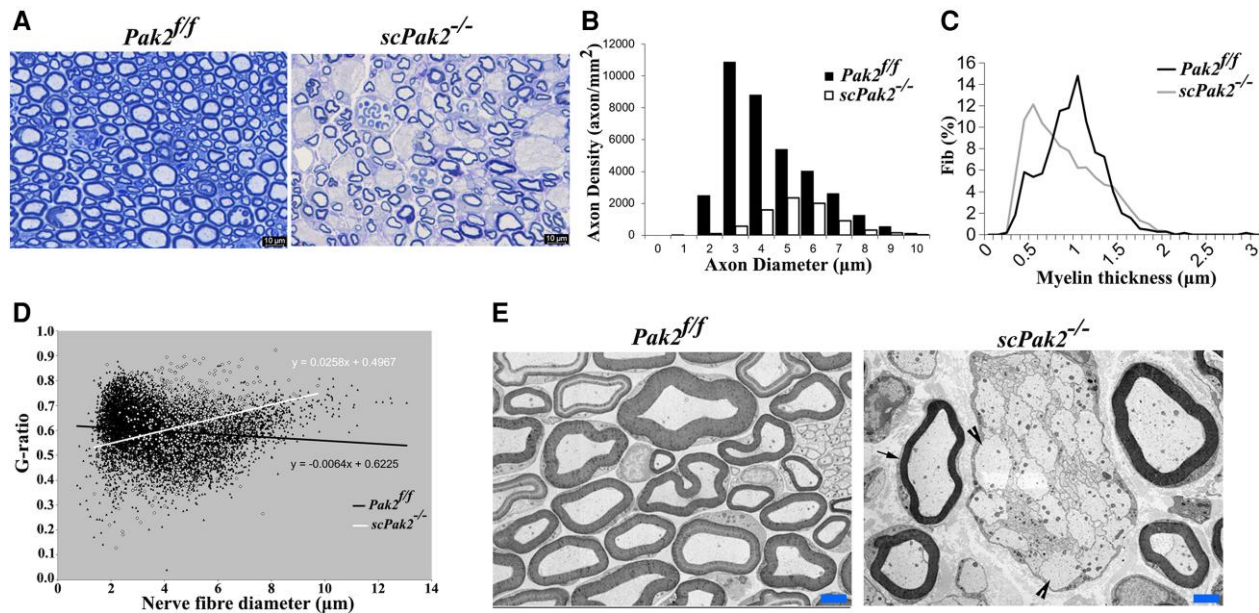 A
Pak2 f/f
scPak2 -/-
10 µm
10 µm
B
Axon Density (axon/mm²)
12000
10000
8000
6000
4000
2000
0
Pak2 f/f
scPak2 -/-
0 1 2 3 4 5 6 7 8 9 10
Axon Diameter (µm)
C
Fib (%)
16
14
12
10
8
6
4
2
0
Pak2 f/f
scPak2 -/-
0 0.5 1 1.5 2 2.5 3
Myelin thickness (µm)
D
G-ratio
1.0
0.9
0.8
0.7
0.6
0.5
0.4
0.3
0.2
0.1
0.0
y = 0.0258x + 0.4967
y = -0.0064x + 0.6225
Pak2 f/f
scPak2 -/-
0 2 4 6 8 10 12 14
Nerve fibre diameter (µm)
E
Pak2 f/f
scPak2 -/-